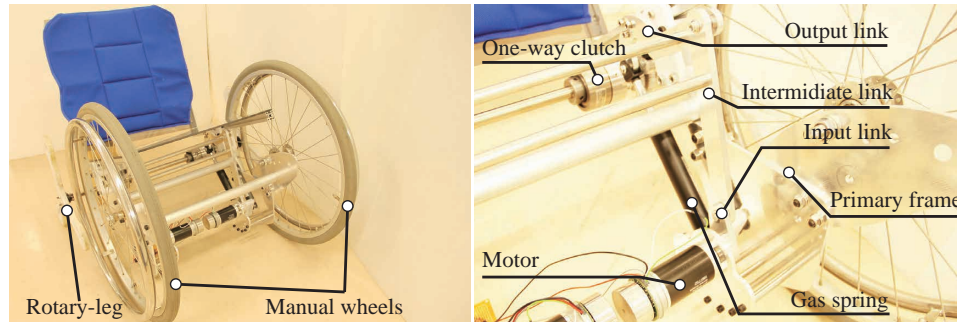 Rotary-leg
Manual wheels
One-way clutch
Output link
Intermidiate link
Input link
Primary frame
Motor
Gas spring